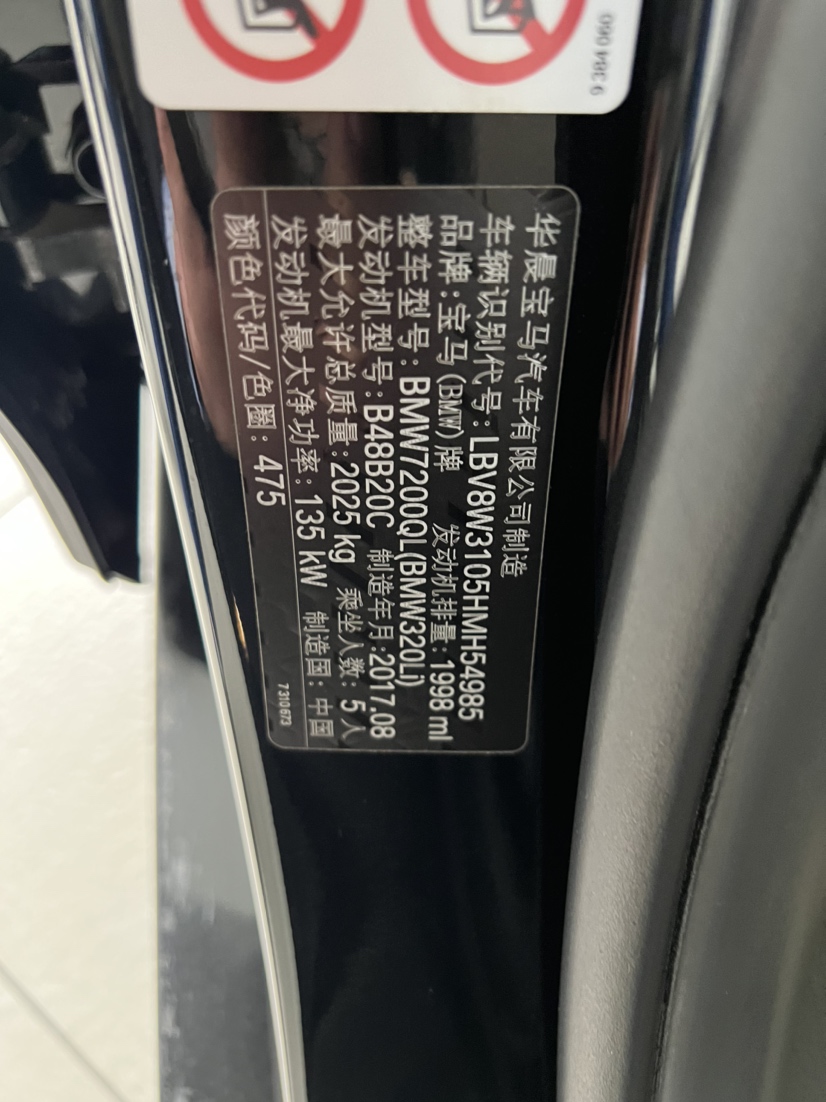 9 384 060
华晨宝马汽车有限公司制造
车辆识别代号:LBV8W3105HMH54985
品牌:宝马(BMW)牌 发动机排量:1998 ml
整车型号:BMW7200QL(BMW320Li)
发动机型号:B48B20C 制造年月:2017.08
最大允许总质量:2025 kg 乘坐人数:5人
发动机最大净功率:135 kW 制造国:中国
颜色代码/色圈:475
7310673